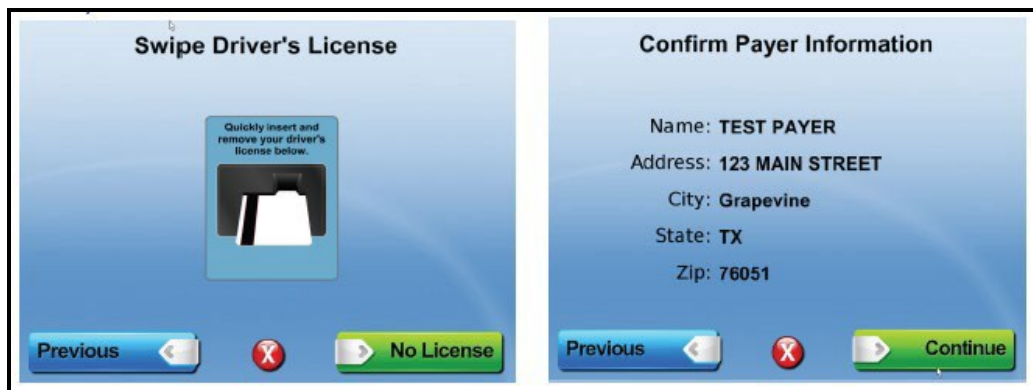 Swipe Driver's License
Quickly insert and
remove your driver's
license below.
Previous
X
No License
Confirm Payer Information
Name: TEST PAYER
Address: 123 MAIN STREET
City: Grapevine
State: TX
Zip: 76051
Previous
X
Continue